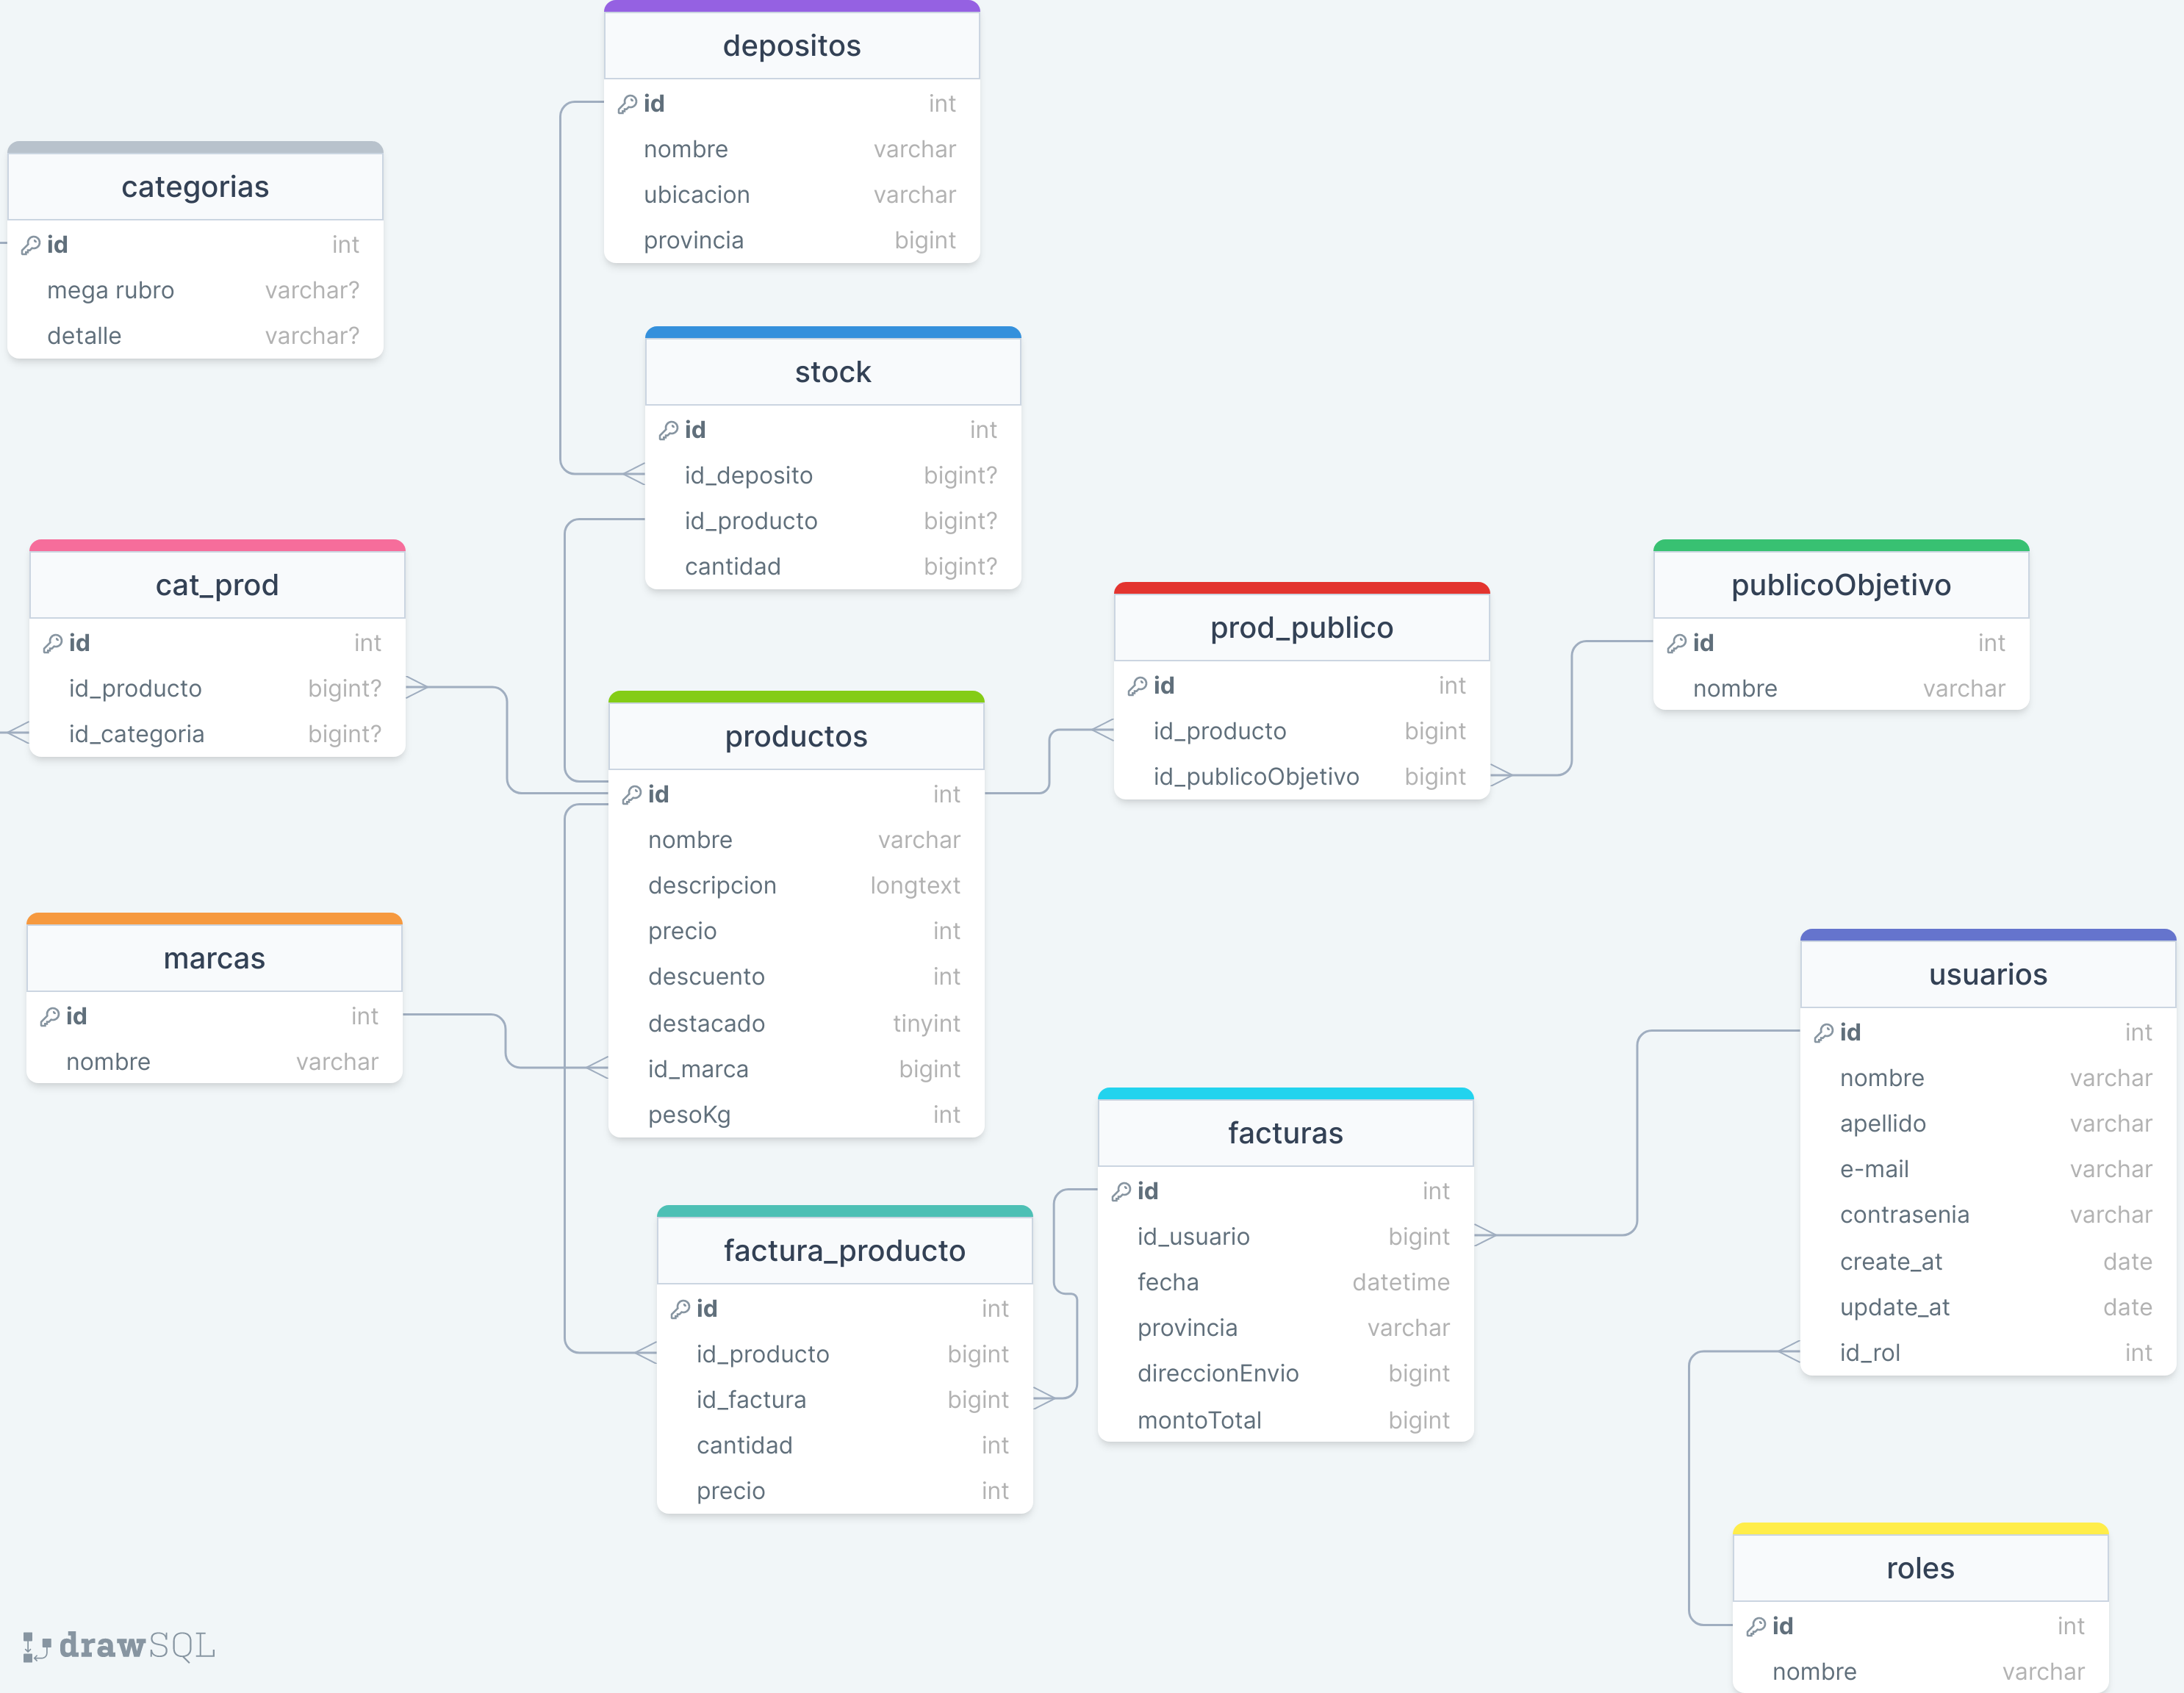 depositos
id int
nombre varchar
ubicacion varchar
provincia bigint
categorias
id int
mega rubro varchar?
detalle varchar?
stock
id int
id_deposito bigint?
id_producto bigint?
cantidad bigint?
cat_prod
id int
id_producto bigint?
id_categoria bigint?
prod_publico
id int
id_producto bigint
id_publicoObjetivo bigint
publicoObjetivo
id int
nombre varchar
productos
id int
nombre varchar
descripcion longtext
precio int
descuento int
destacado tinyint
id_marca bigint
pesoKg int
marcas
id int
nombre varchar
usuarios
id int
nombre varchar
apellido varchar
e-mail varchar
contrasenia varchar
create_at date
update_at date
id_rol int
facturas
id int
id_usuario bigint
fecha datetime
provincia varchar
direccionEnvio bigint
montoTotal bigint
factura_producto
id int
id_producto bigint
id_factura bigint
cantidad int
precio int
roles
id int
nombre varchar
drawSQL